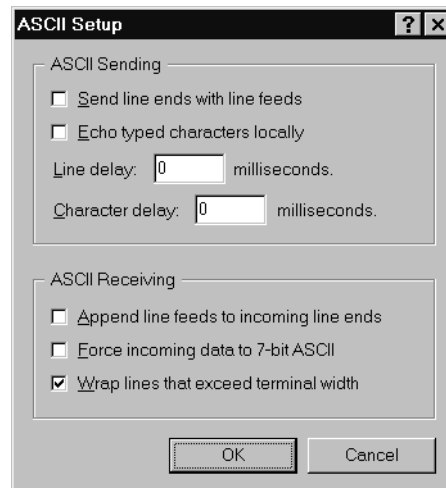 ASCII Setup
ASCII Sending
Send line ends with line feeds
Echo typed characters locally
Line delay: 0 milliseconds.
Character delay: 0 milliseconds.
ASCII Receiving
Append line feeds to incoming line ends
Force incoming data to 7-bit ASCII
Wrap lines that exceed terminal width
OK Cancel